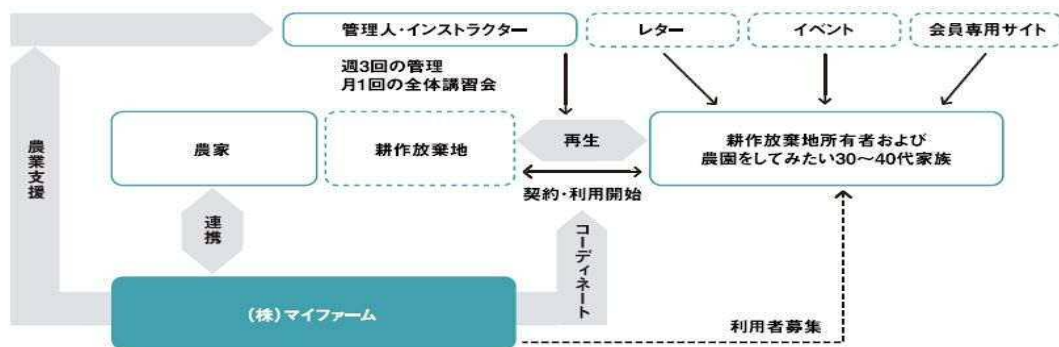 管理人・インストラクター
レター
イベント
会員専用サイト
週3回の管理
月1回の全体講習会
農業支援
農家
耕作放棄地
再生
耕作放棄地所有者および
農園をしてみたい30〜40代家族
契約・利用開始
連携
コーディネート
（株）マイファーム
利用者募集